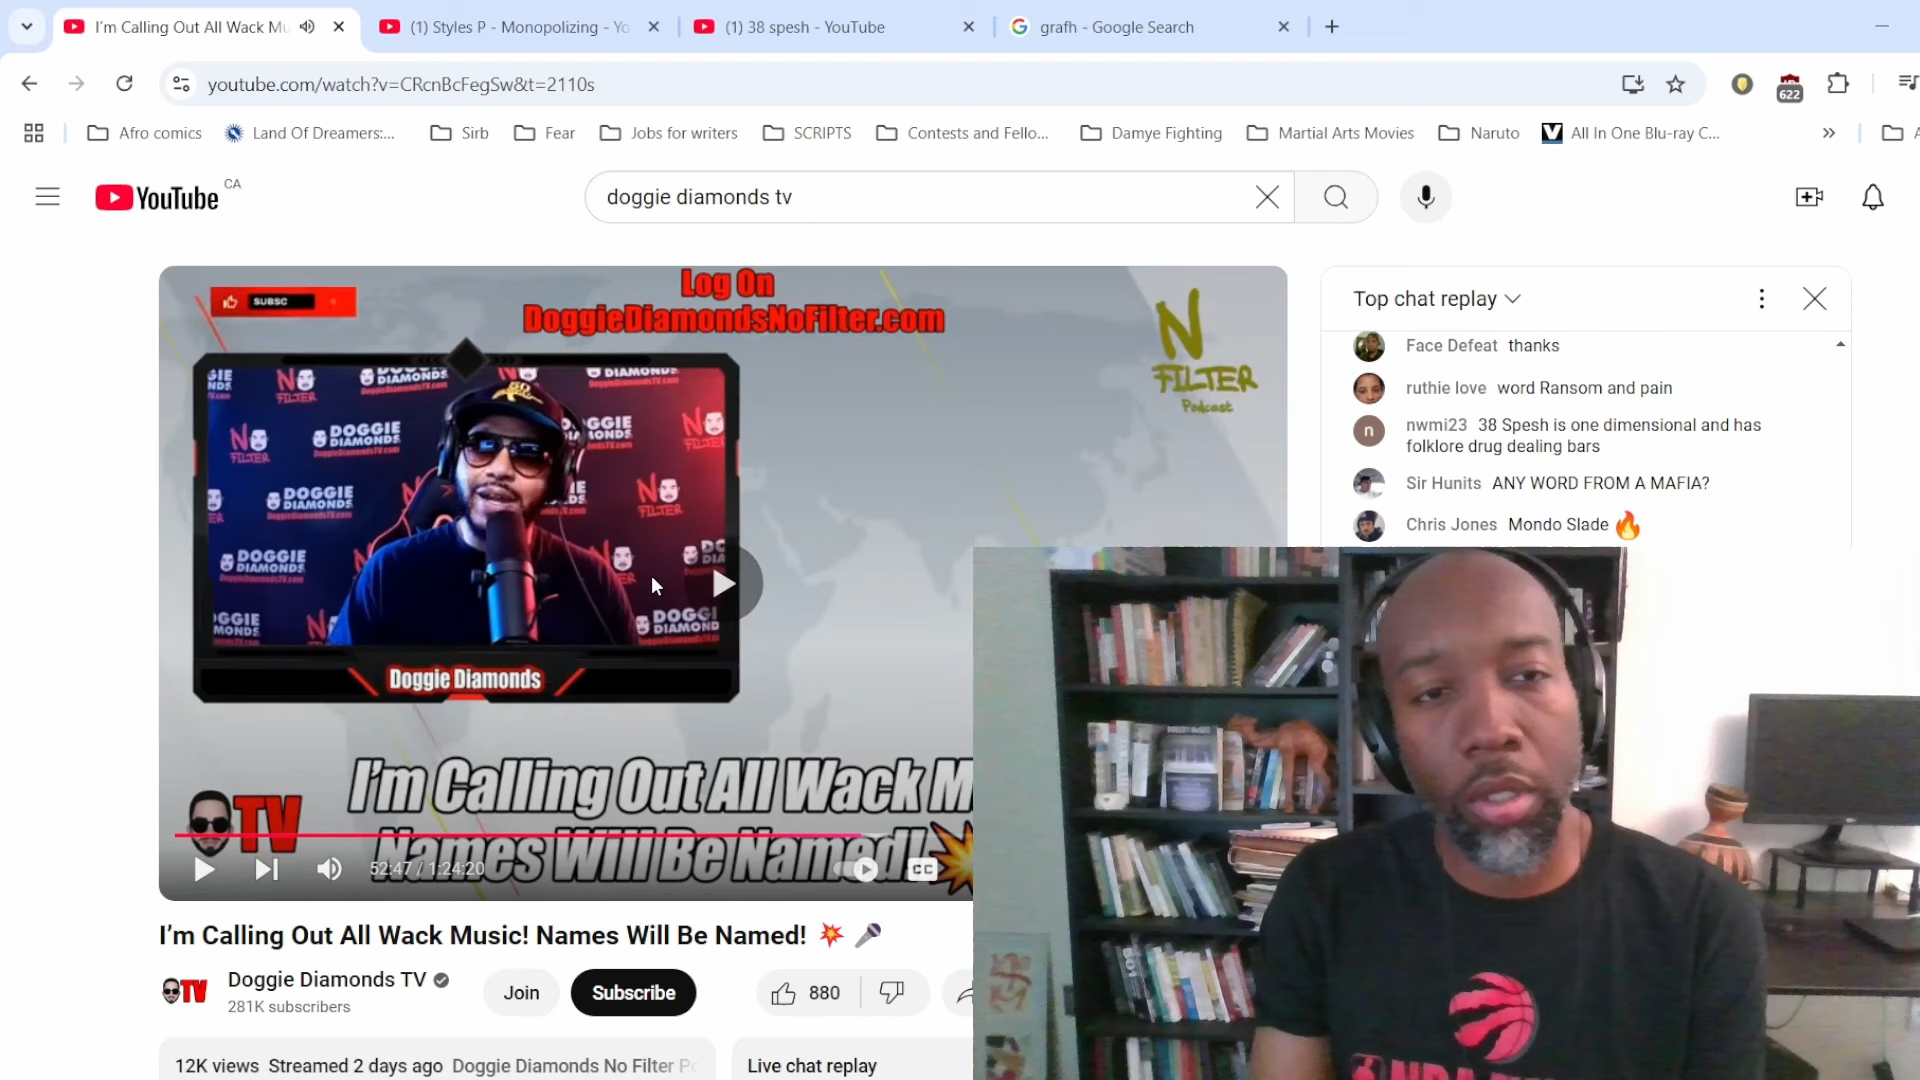 I'm Calling Out All Wack Mu
(1) Styles P - Monopolizing - Yo
(1) 38 spesh - YouTube
grafh - Google Search
youtube.com/watch?v=CRcnBcFegSw&t=2110s
622
Afro comics
Land Of Dreamers:...
Sirb
Fear
Jobs for writers
SCRIPTS
Contests and Fello...
Damye Fighting
Martial Arts Movies
Naruto
All In One Blu-ray C...
YouTube CA
doggie diamonds tv
SUBSC
Log On
DoggieDiamondsNoFilter.com
N
FILTER
Podcast
DOGGIE
DIAMONDS
Doggie Diamonds
TV
I'm Calling Out All Wack M
Names Will Be Named!
52:47 / 1:24:20
CC
Top chat replay
Face Defeat thanks
ruthie love word Ransom and pain
n
nwmi23 38 Spesh is one dimensional and has
folklore drug dealing bars
Sir Hunits ANY WORD FROM A MAFIA?
Chris Jones Mondo Slade 🔥
I'm Calling Out All Wack Music! Names Will Be Named! 💥 🎤
TV
Doggie Diamonds TV
281K subscribers
Join
Subscribe
880
12K views Streamed 2 days ago Doggie Diamonds No Filter Po
Live chat replay